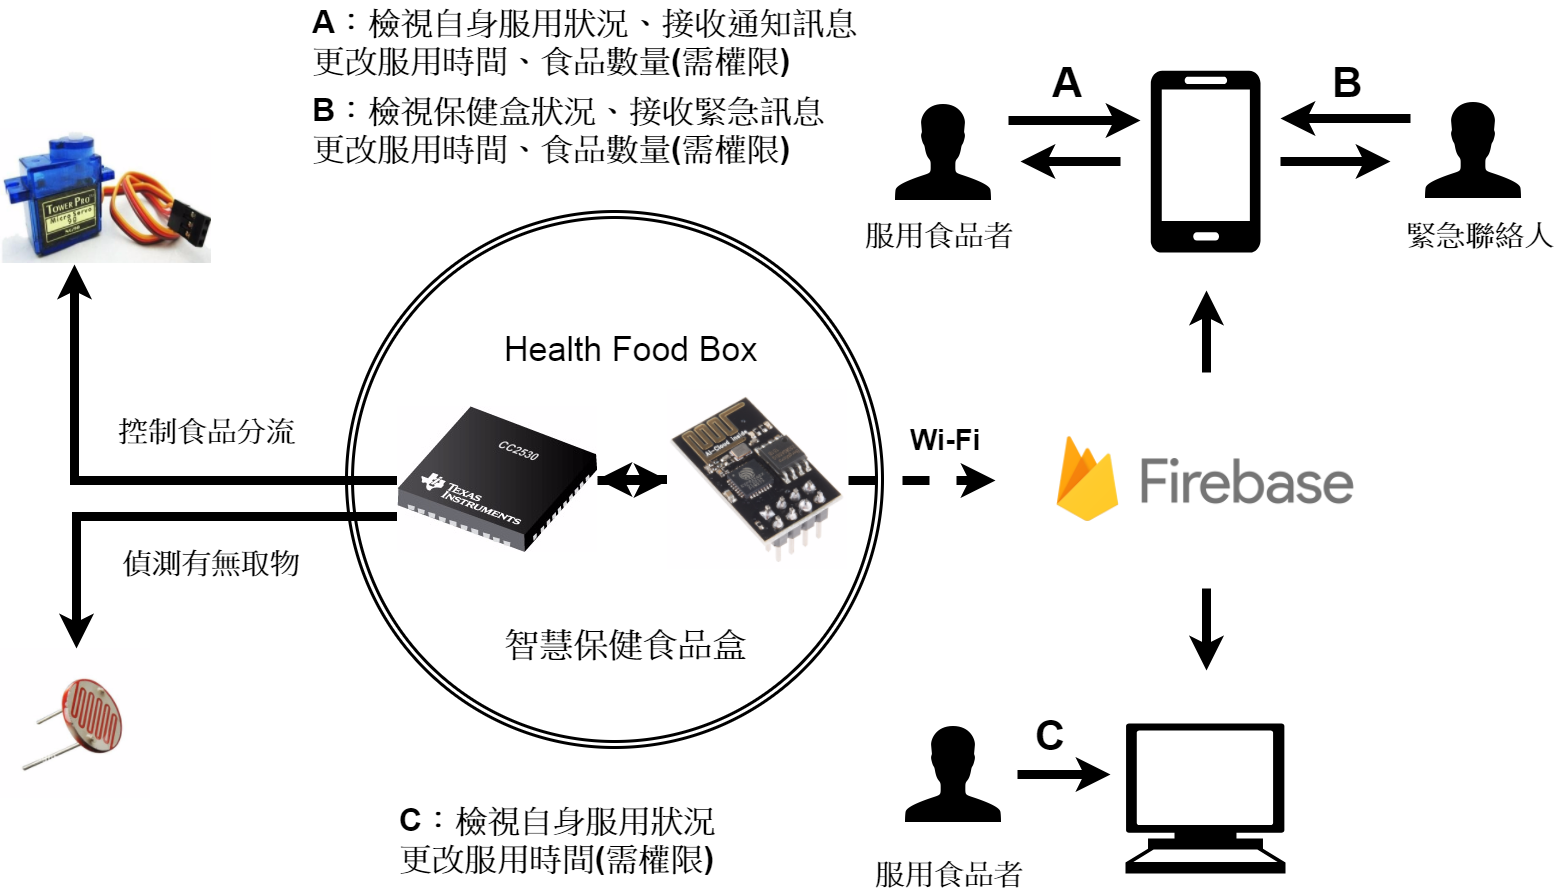 A：檢視自身服用狀況、接收通知訊息
更改服用時間、食品數量(需權限)
B：檢視保健盒狀況、接收緊急訊息
更改服用時間、食品數量(需權限)
A
B
服用食品者
緊急聯絡人
TOWER PRO
Micro Servo
9G
Health Food Box
控制食品分流
CC2530
TEXAS
INSTRUMENTS
AI-Cloud inside
Wi-Fi
Firebase
偵測有無取物
智慧保健食品盒
C
C：檢視自身服用狀況
更改服用時間(需權限)
服用食品者